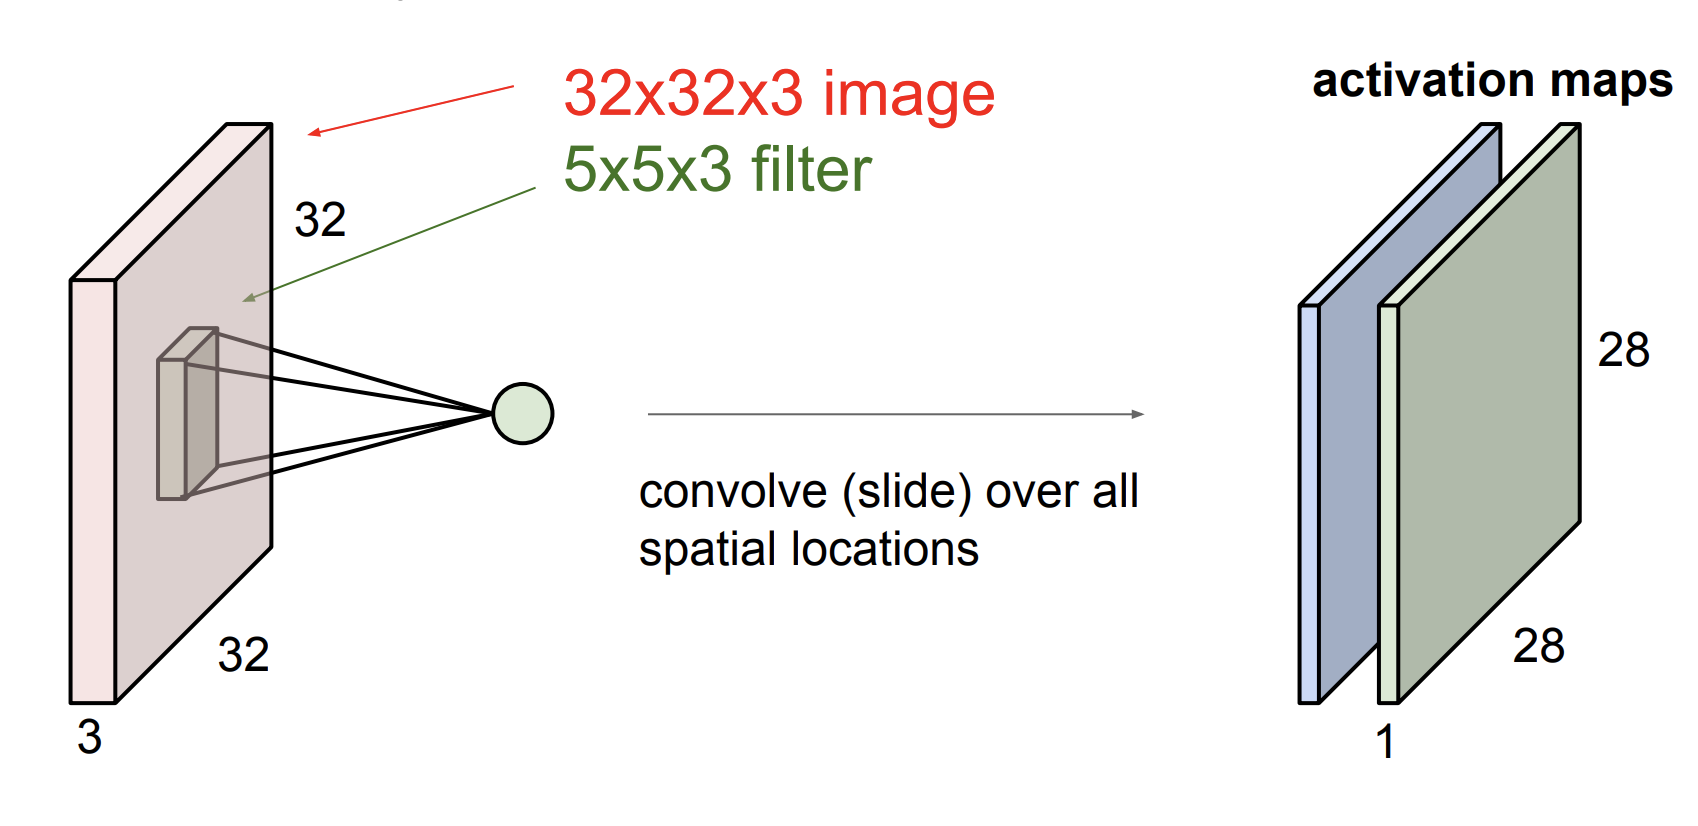 32x32x3 image
5x5x3 filter
32
32
3
convolve (slide) over all
spatial locations
activation maps
28
28
1